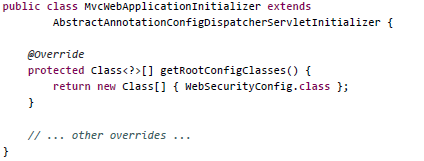 public class MvcWebApplicationInitializer extends
        AbstractAnnotationConfigDispatcherServletInitializer {

    @Override
    protected Class<?>[] getRootConfigClasses() {
        return new Class[] { WebSecurityConfig.class };
    }

    // ... other overrides ...
}